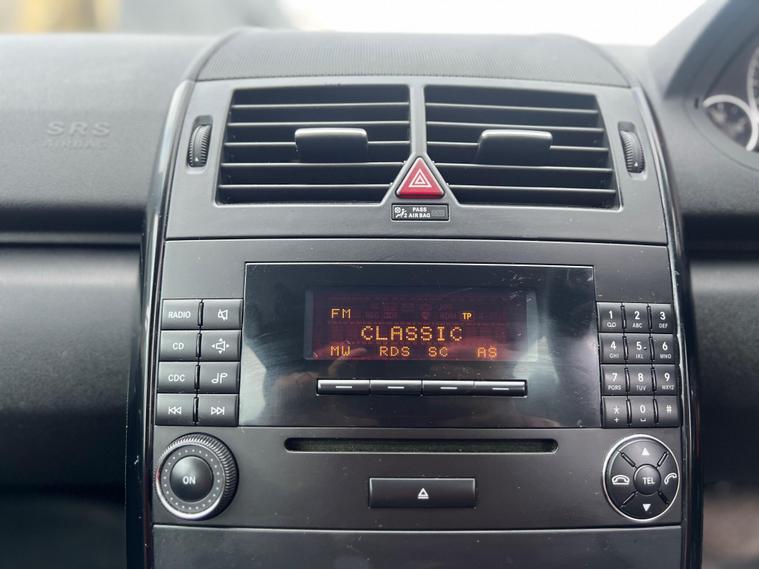 SRS
AIRBAG
PASS
AIR BAG
FM TP
CLASSIC
MW RDS SC AS
RADIO
CD
CDC
1 2 ABC 3 DEF
4 GHI 5 JKL 6 MNO
7 PQRS 8 TUV 9 WXYZ
* 0 #
ON
TEL